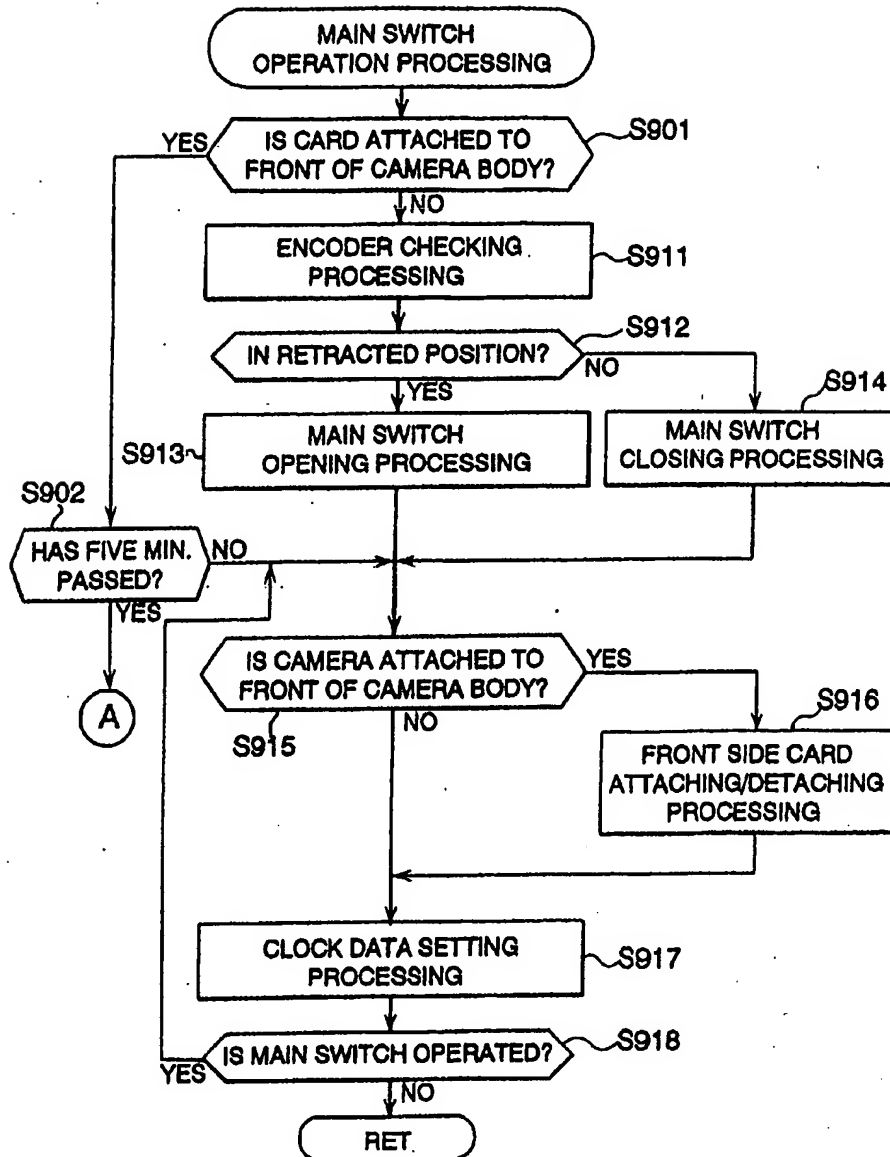 MAIN SWITCH
OPERATION PROCESSING
YES
IS CARD ATTACHED TO
FRONT OF CAMERA BODY?
S901
NO
ENCODER CHECKING
PROCESSING
S911
IN RETRACTED POSITION?
S912
NO
YES
S913
MAIN SWITCH
OPENING PROCESSING
S914
MAIN SWITCH
CLOSING PROCESSING
S902
HAS FIVE MIN.
PASSED?
NO
YES
A
IS CAMERA ATTACHED TO
FRONT OF CAMERA BODY?
YES
S915
NO
S916
FRONT SIDE CARD
ATTACHING/DETACHING
PROCESSING
CLOCK DATA SETTING
PROCESSING
S917
IS MAIN SWITCH OPERATED?
S918
YES
NO
RET